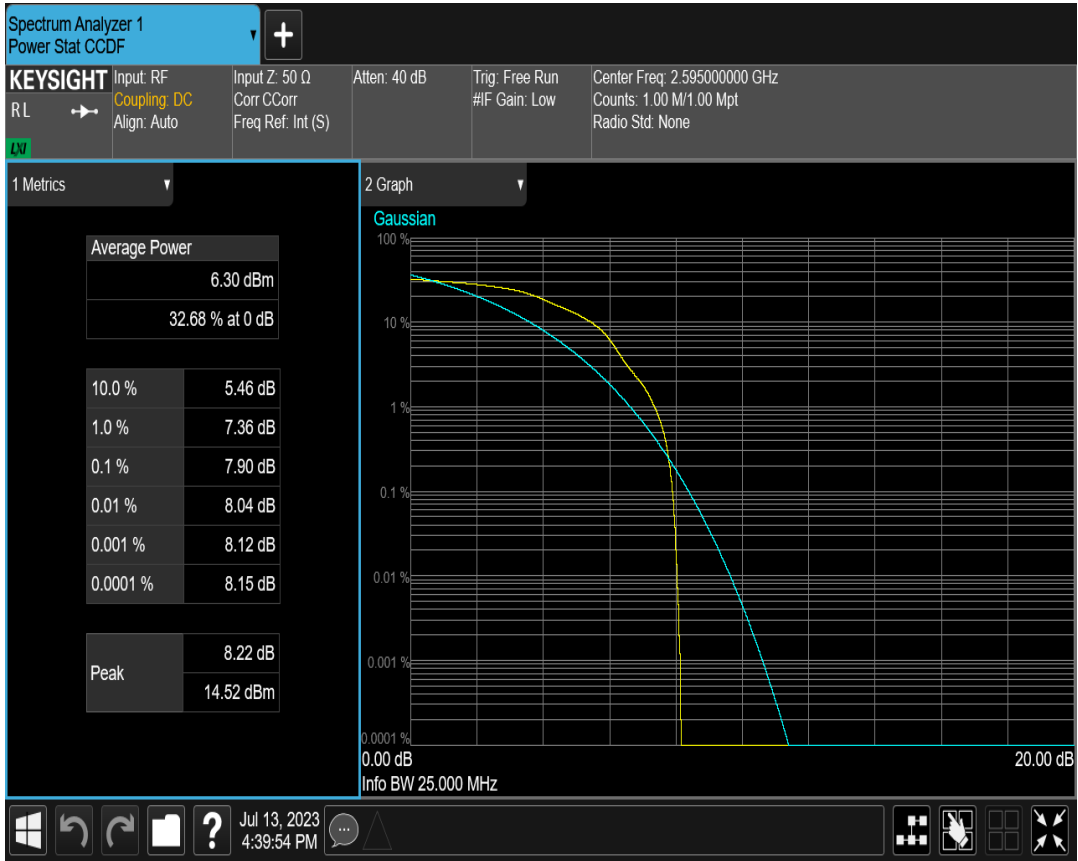 Spectrum Analyzer 1
Power Stat CCDF
KEYSIGHT
RL
LXI
Input: RF
Coupling: DC
Align: Auto
Input Z: 50 Ω
Corr CCorr
Freq Ref: Int (S)
Atten: 40 dB
Trig: Free Run
#IF Gain: Low
Center Freq: 2.595000000 GHz
Counts: 1.00 M/1.00 Mpt
Radio Std: None
1 Metrics
Average Power
6.30 dBm
32.68 % at 0 dB
10.0 % 5.46 dB
1.0 % 7.36 dB
0.1 % 7.90 dB
0.01 % 8.04 dB
0.001 % 8.12 dB
0.0001 % 8.15 dB
Peak
8.22 dB
14.52 dBm
2 Graph
Gaussian
100 %
10 %
1 %
0.1 %
0.01 %
0.001 %
0.0001 %
0.00 dB 20.00 dB
Info BW 25.000 MHz
?
Jul 13, 2023
4:39:54 PM